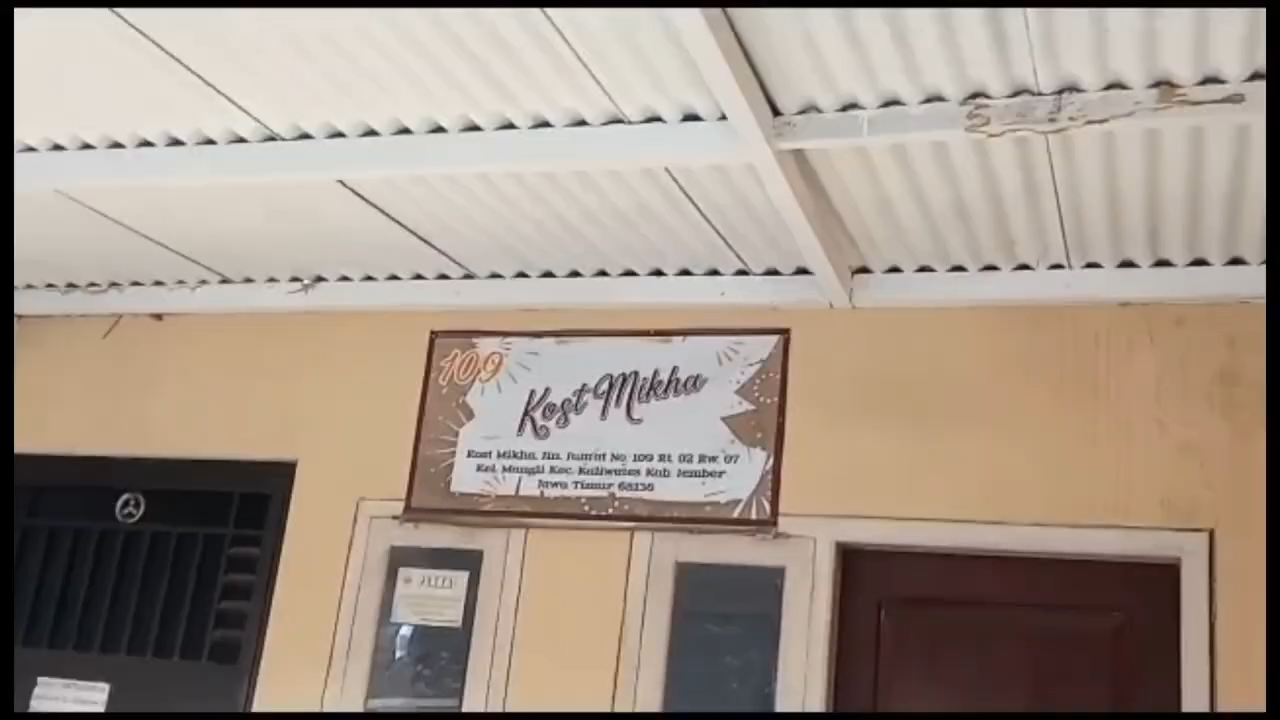 109
Kost Mikha
Kost Mikha, Jln. No 109 Rt. 02 Rw. 07
Kel. Mangli Kec. Kaliwates Kab. Jember
Jawa Timur 68136